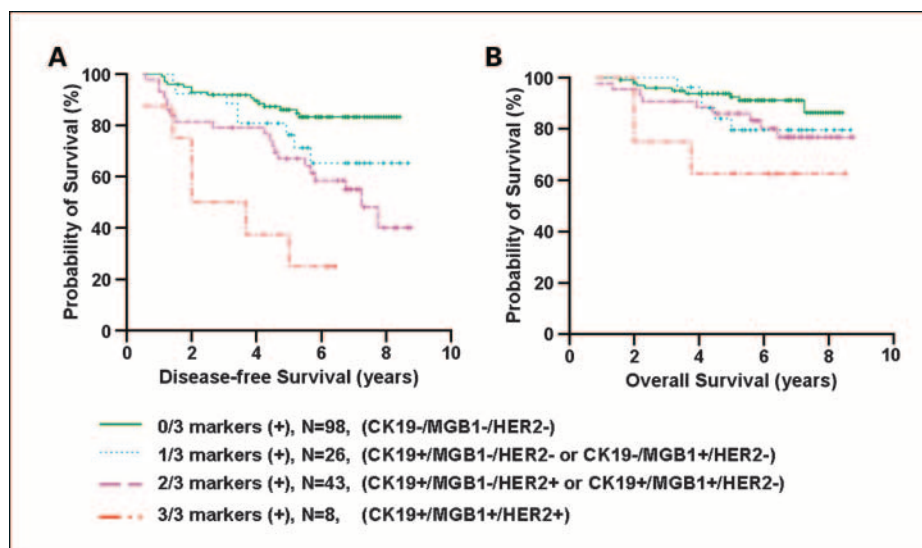 A
B
100
80
60
40
20
0
Probability of Survival (%)
0 2 4 6 8 10
Disease-free Survival (years)
100
80
60
40
20
0
Probability of Survival (%)
0 2 4 6 8 10
Overall Survival (years)
0/3 markers (+), N=98, (CK19-/MGB1-/HER2-)
1/3 markers (+), N=26, (CK19+/MGB1-/HER2- or CK19-/MGB1+/HER2-)
2/3 markers (+), N=43, (CK19+/MGB1-/HER2+ or CK19+/MGB1+/HER2-)
3/3 markers (+), N=8, (CK19+/MGB1+/HER2+)